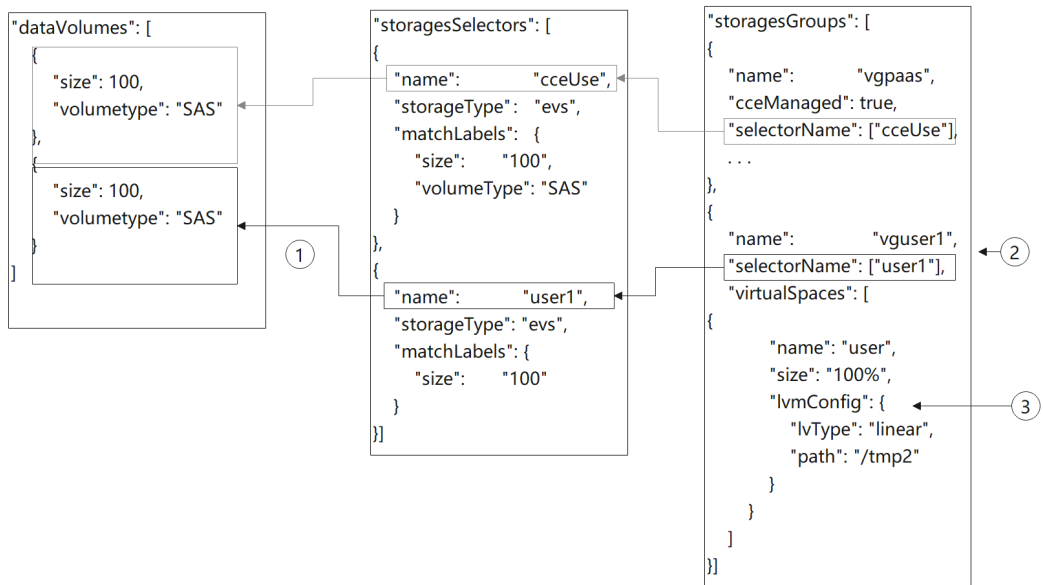 "dataVolumes": [
{
"size": 100,
"volumetype": "SAS"
},
{
"size": 100,
"volumetype": "SAS"
}
]
1
"storagesSelectors": [
{
"name": "cceUse",
"storageType": "evs",
"matchLabels": {
"size": "100",
"volumeType": "SAS"
}
},
{
"name": "user1",
"storageType": "evs",
"matchLabels": {
"size": "100"
}
}]
"storagesGroups": [
{
"name": "vgpaas",
"cceManaged": true,
"selectorName": ["cceUse"],
. . .
},
{
"name": "vguser1",
"selectorName": ["user1"],
"virtualSpaces": [
{
"name": "user",
"size": "100%",
"lvmConfig": {
"lvType": "linear",
"path": "/tmp2"
}
}
]
}]
2
3